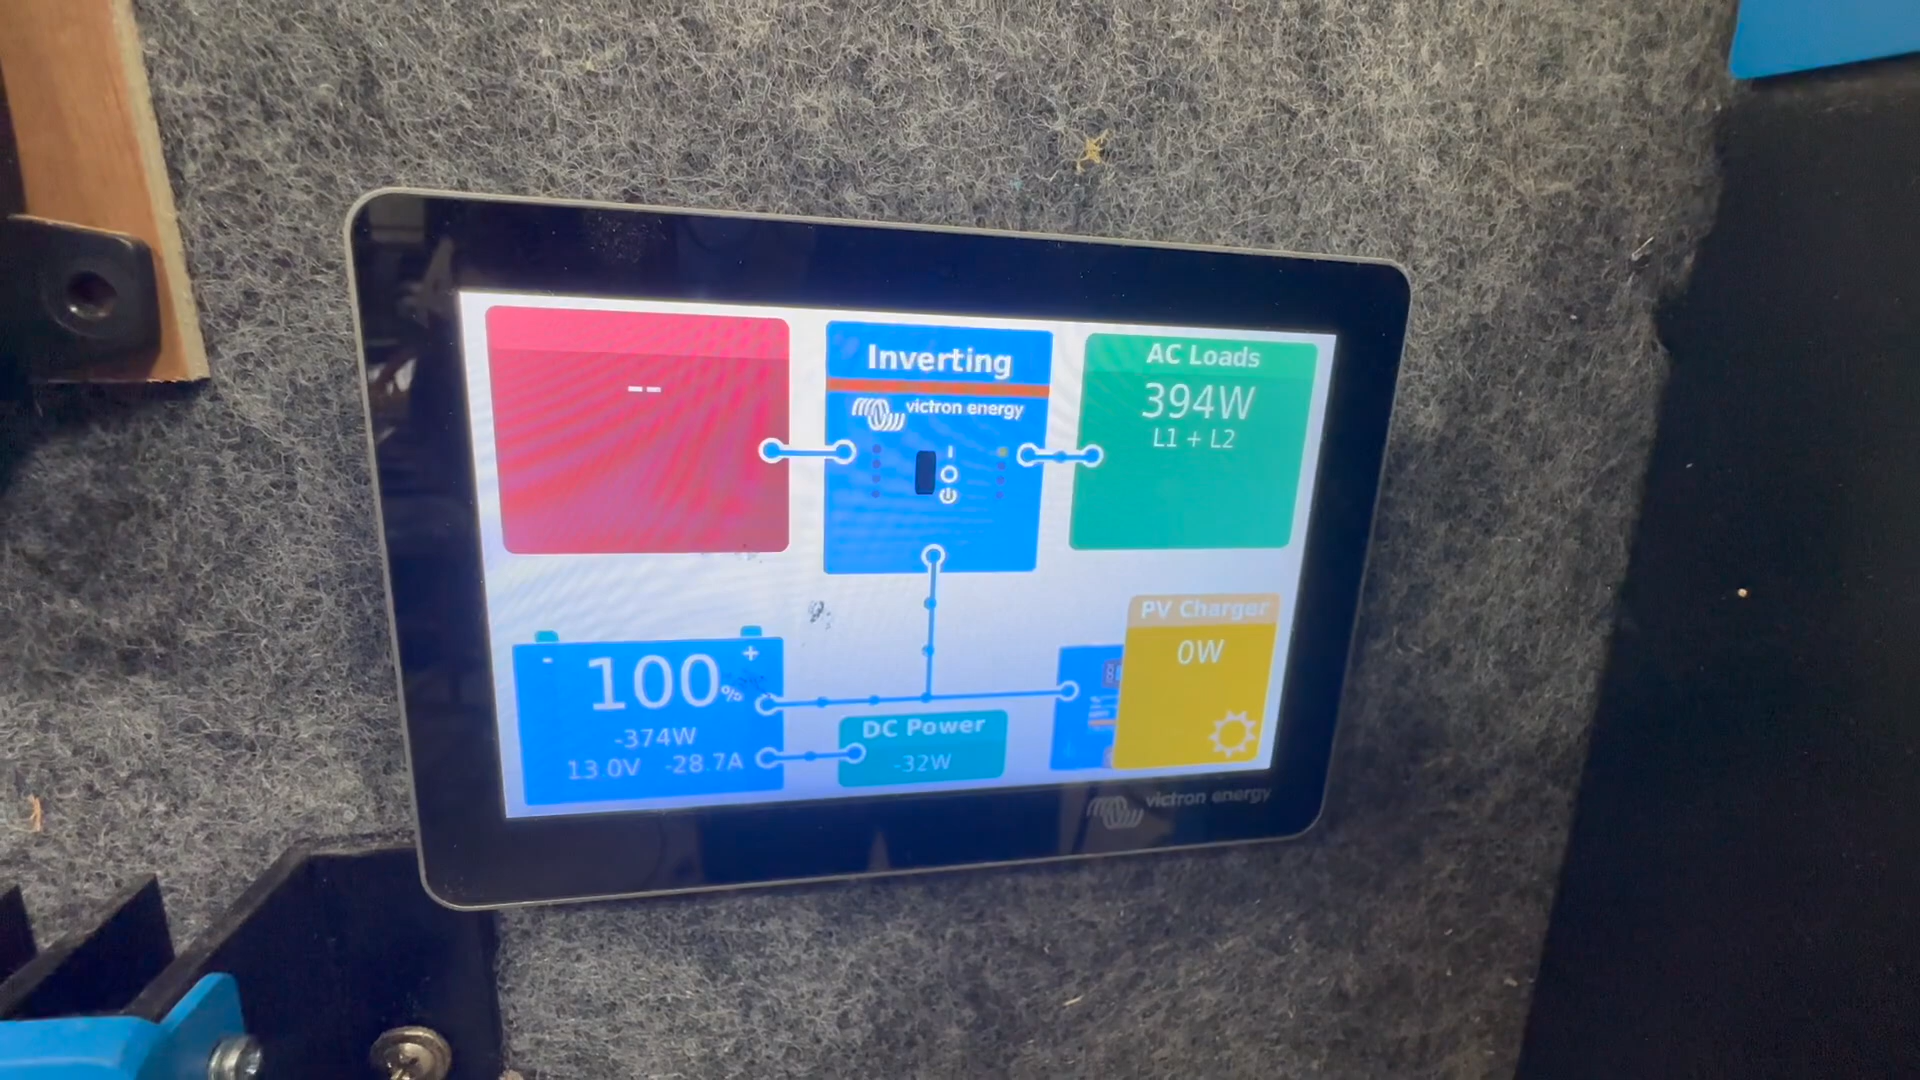 --
Inverting
victron energy
I
AC Loads
394W
L1 + L2
- +
100%
-374W
13.0V -28.7A
DC Power
-32W
PV Charger
0W
victron energy